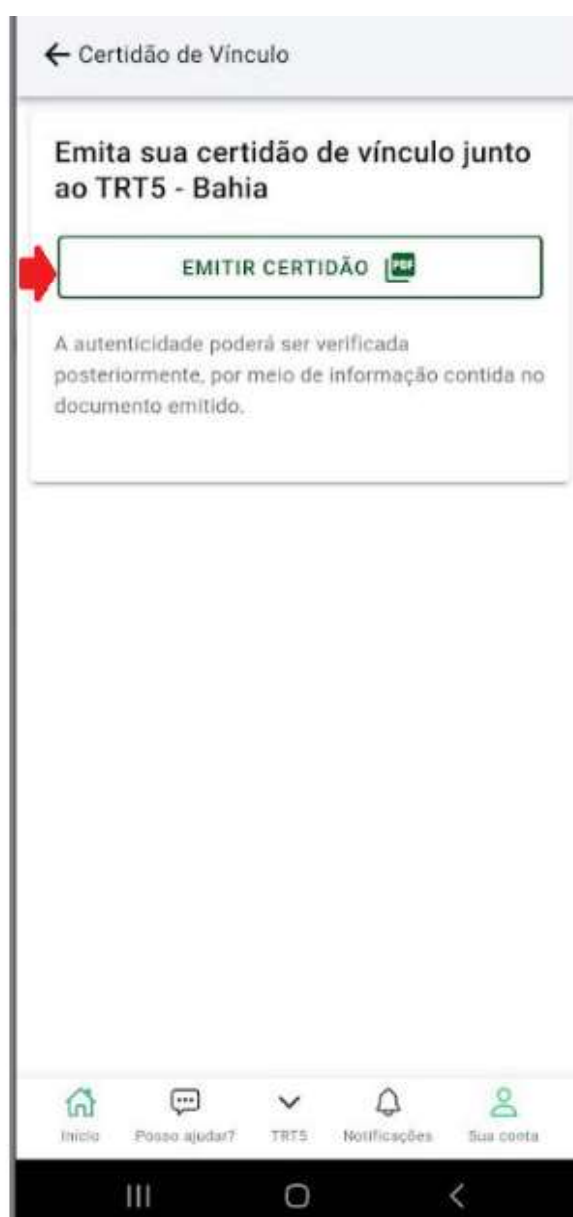 Certidão de Vínculo
Emita sua certidão de vínculo junto
ao TRT5 - Bahia
EMITIR CERTIDÃO PDF
A autenticidade poderá ser verificada
posteriormente, por meio de informação contida no
documento emitido.
Início Posso ajudar? TRT5 Notificações Sua conta